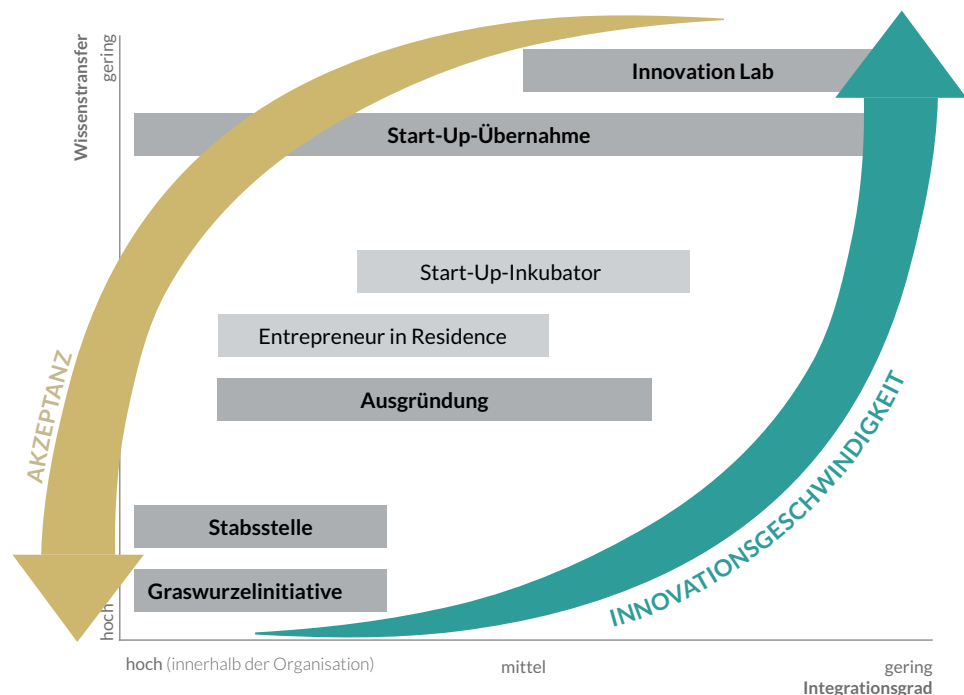 Wissenstransfer
gering
Innovation Lab
Start-Up-Übernahme
Start-Up-Inkubator
Entrepreneur in Residence
Ausgründung
AKZEPTANZ
INNOVATIONSGESCHWINDIGKEIT
Stabsstelle
Graswurzelinitiative
hoch
hoch (innerhalb der Organisation)
mittel
gering
Integrationsgrad